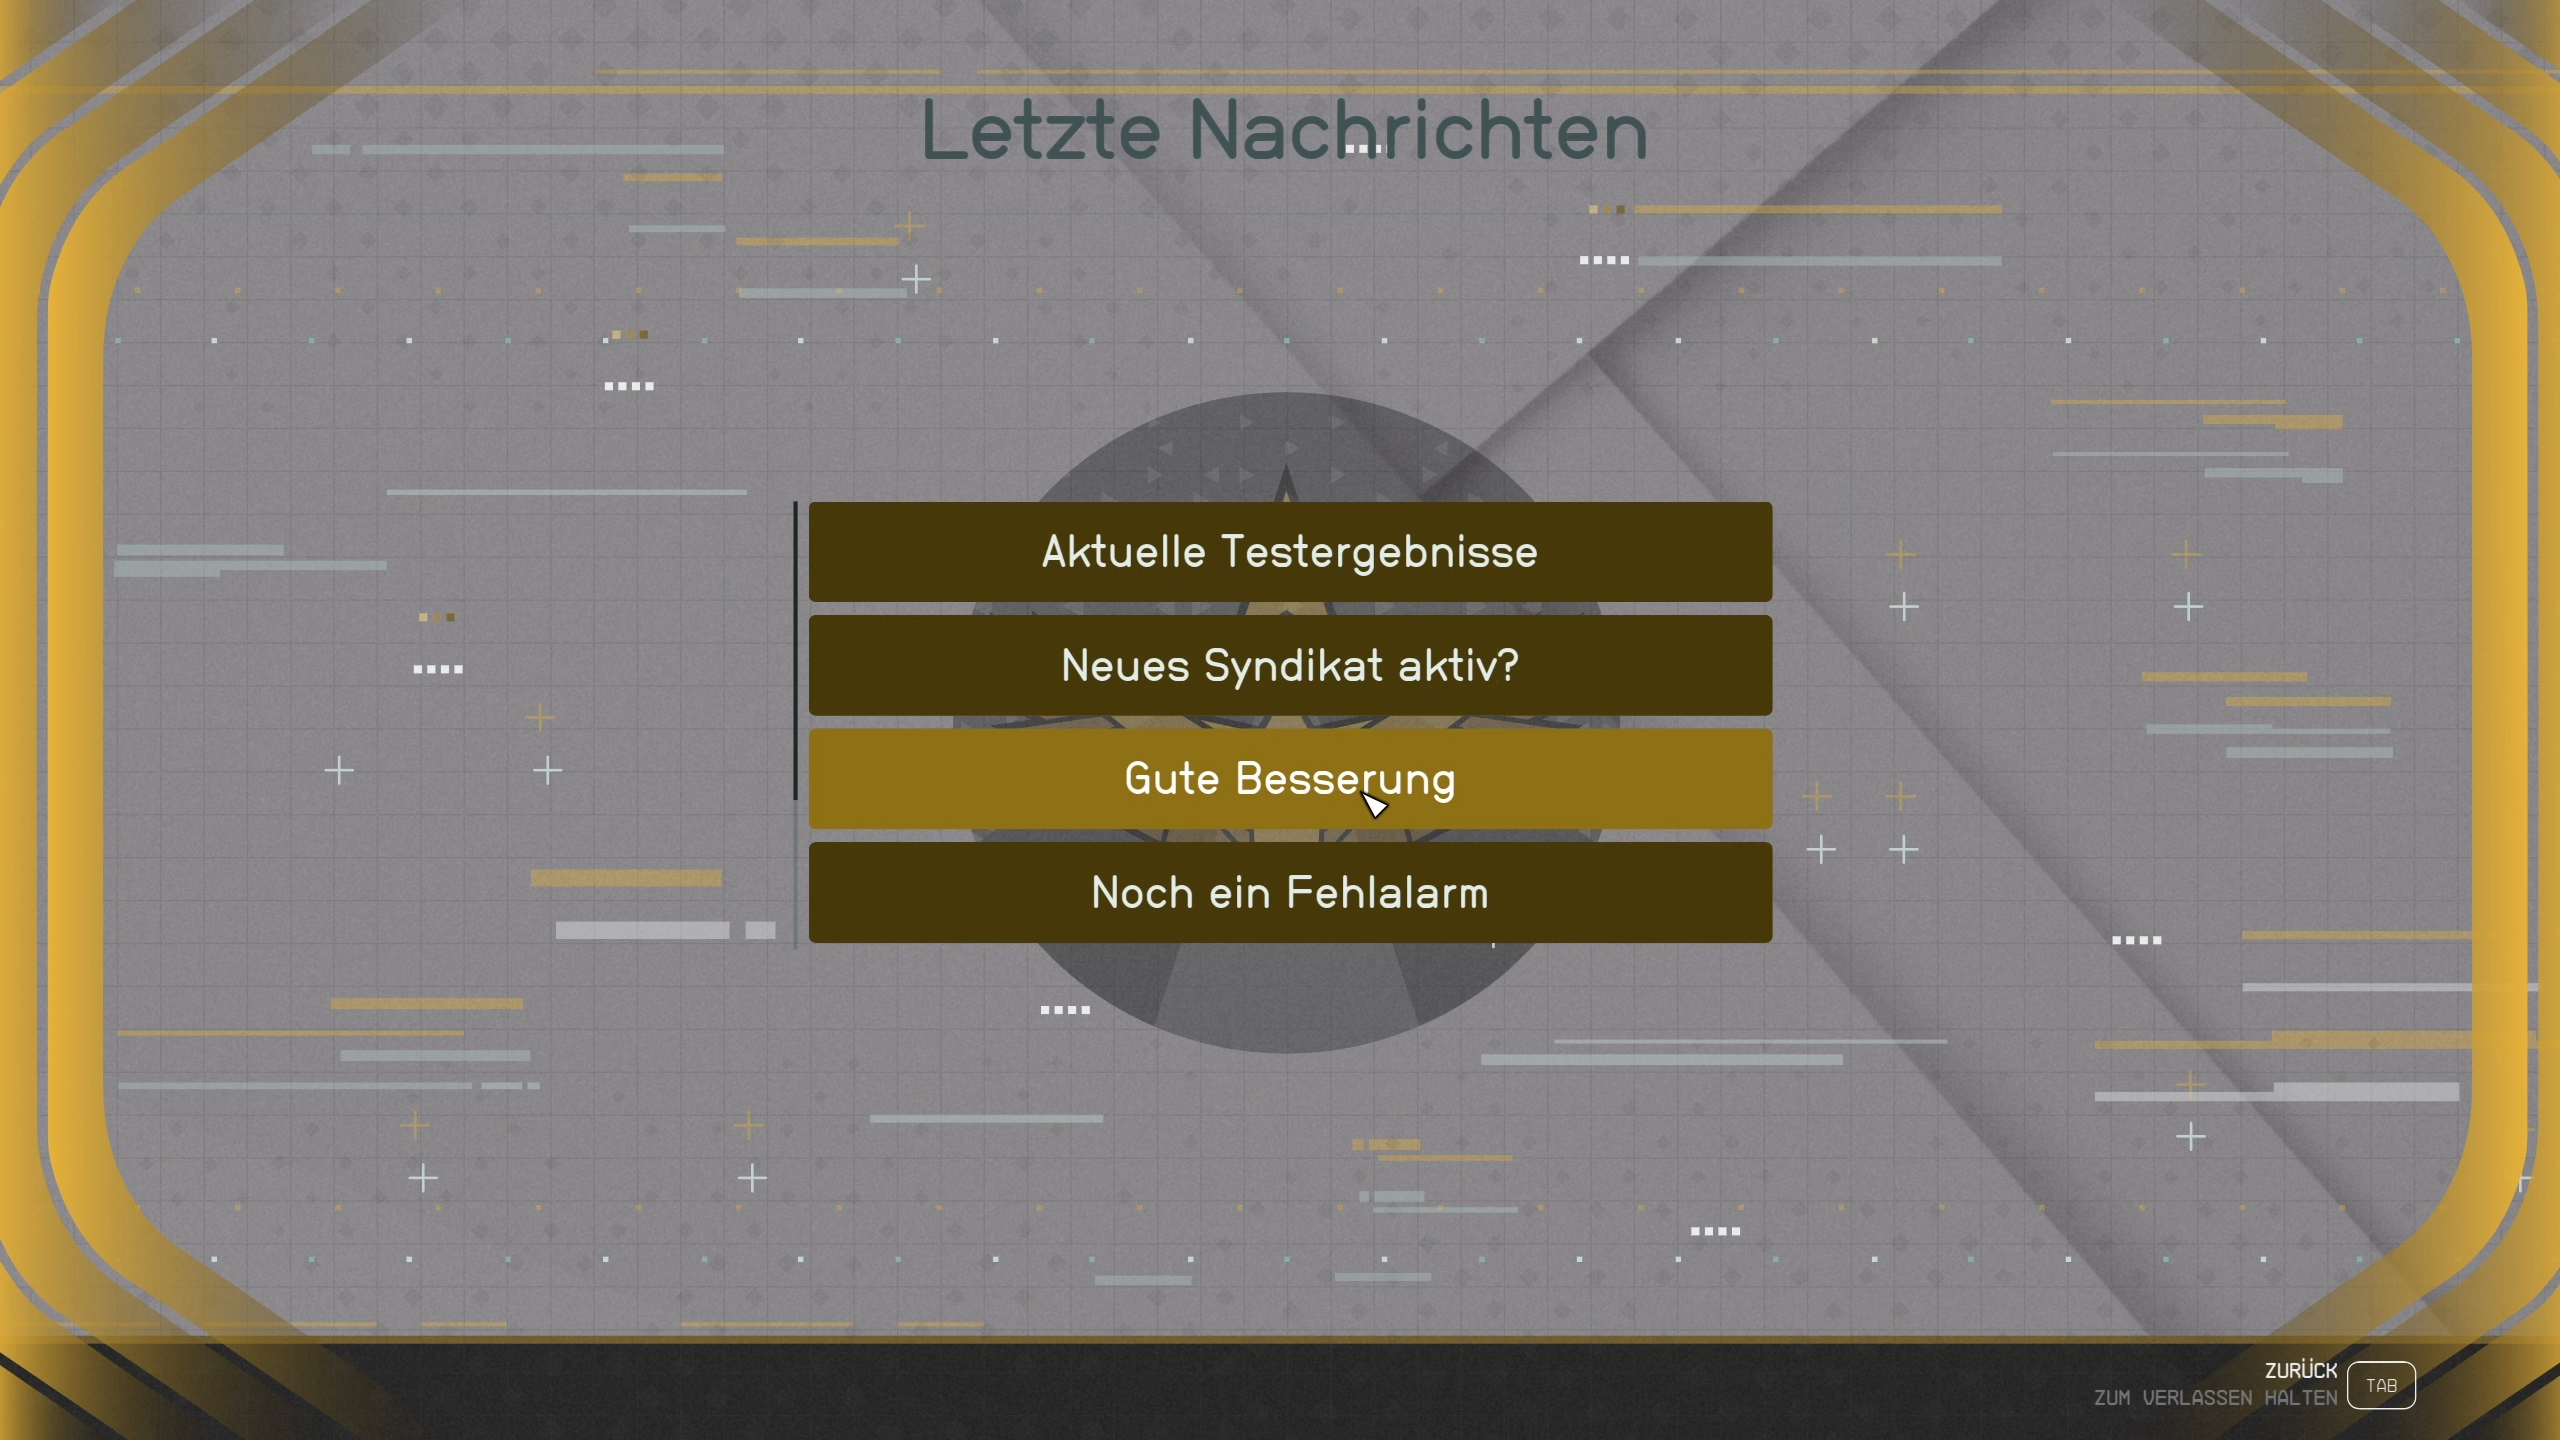 Letzte Nachrichten
Aktuelle Testergebnisse
Neues Syndikat aktiv?
Gute Besserung
Noch ein Fehlalarm
ZURÜCK
ZUM VERLASSEN HALTEN
TAB